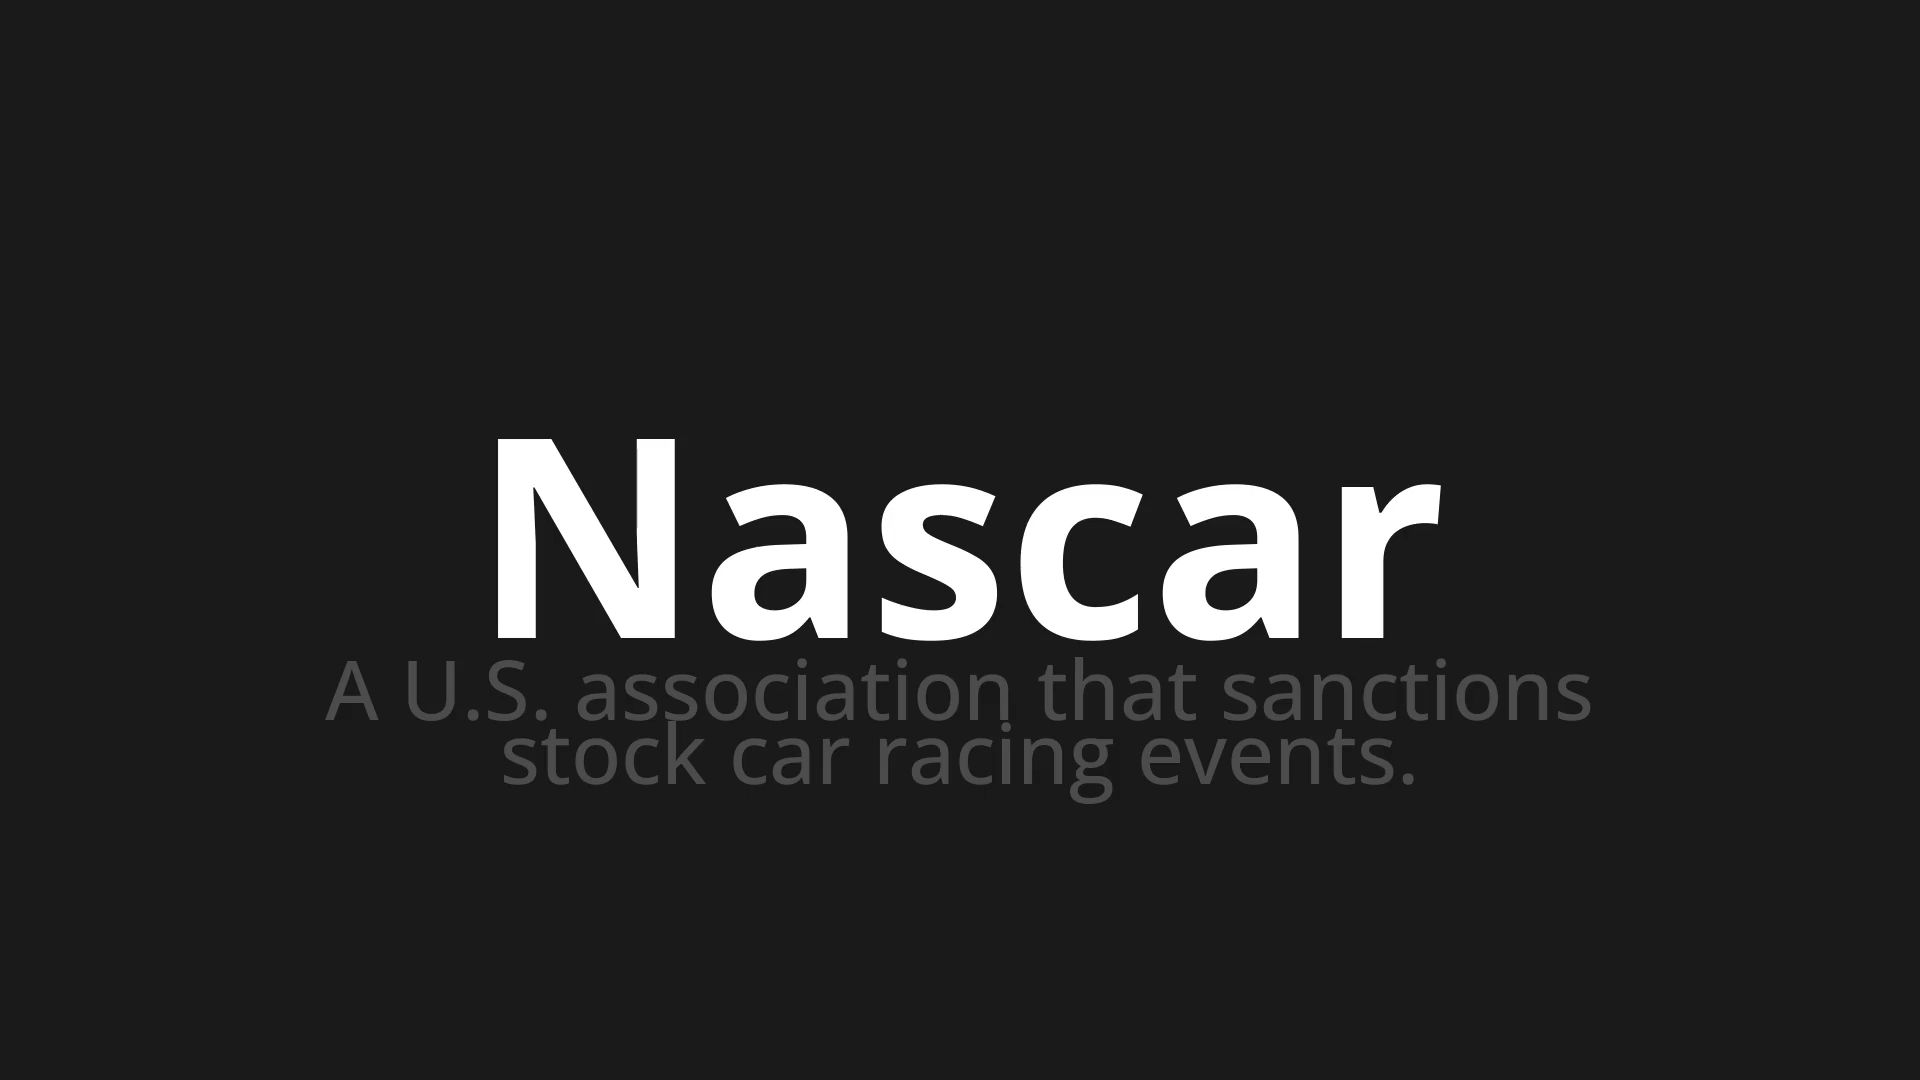 Nascar
A U.S. association that sanctions
stock car racing events.